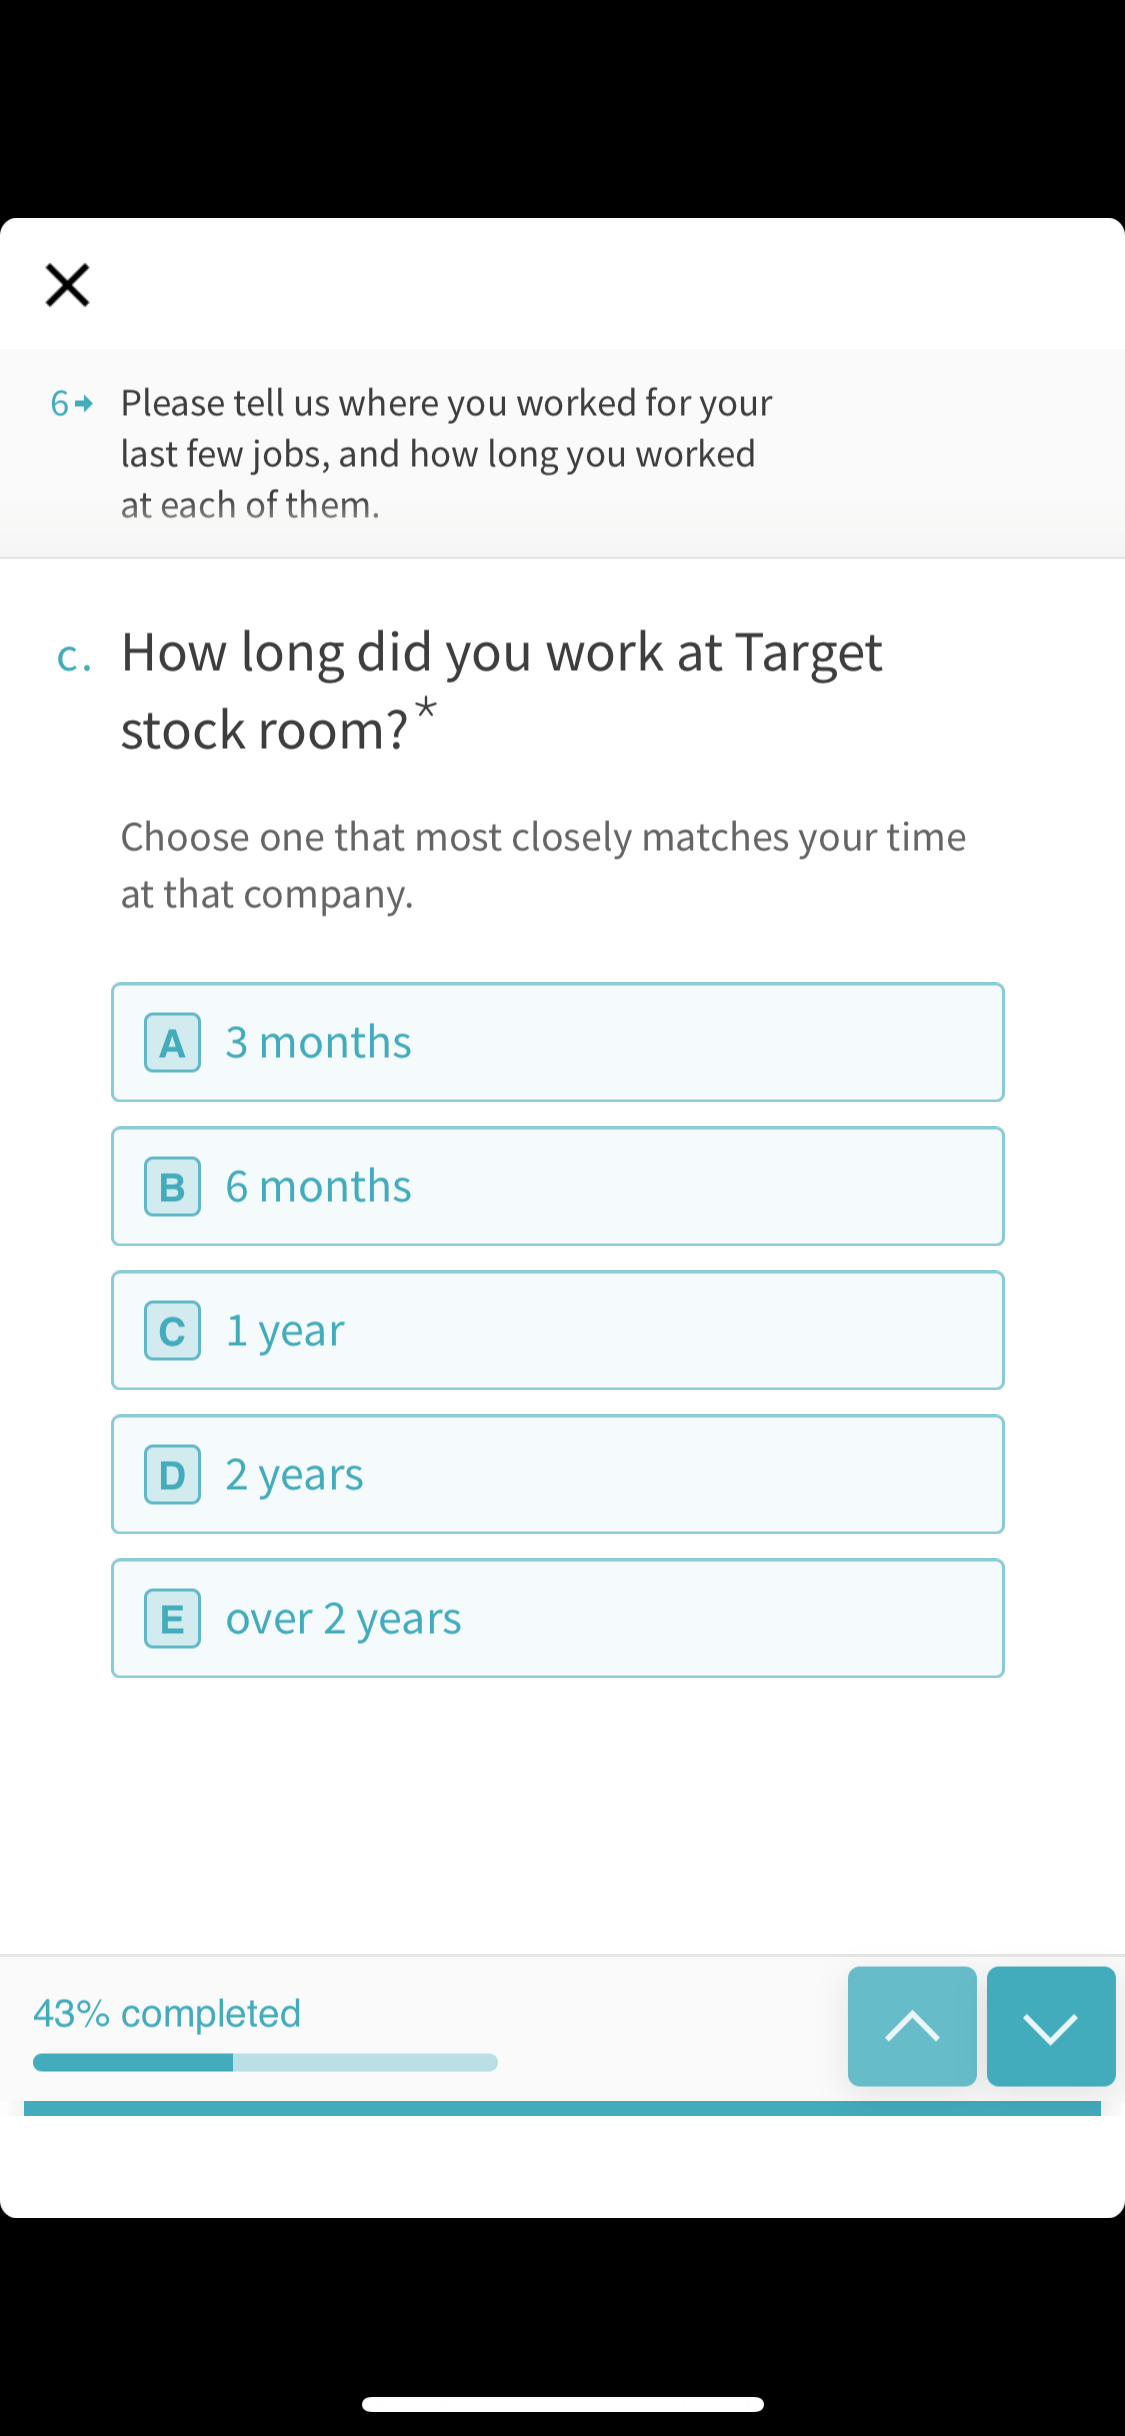 6 Please tell us where you worked for your
last few jobs, and how long you worked
at each of them.
c. How long did you work at Target
stock room?*
Choose one that most closely matches your time
at that company.
A 3 months
B 6 months
C 1 year
D 2 years
E over 2 years
43% completed